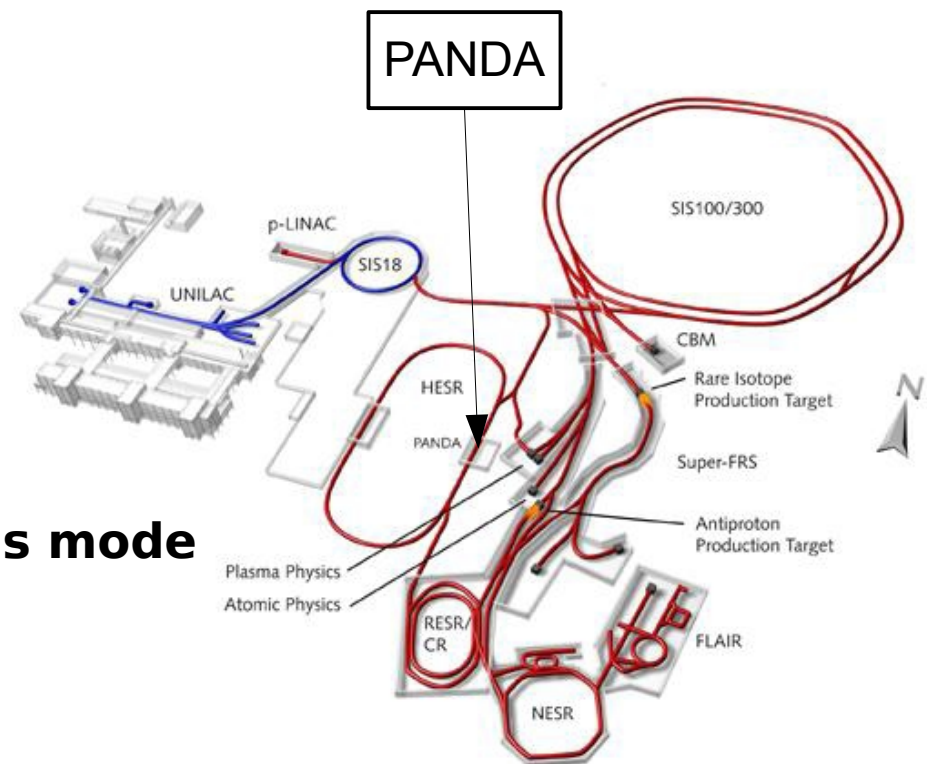 PANDA
SIS100/300
p-LINAC
SIS18
UNILAC
CBM
Rare Isotope
Production Target
HESR
N
PANDA
Super-FRS
Antiproton
Production Target
s mode
Plasma Physics
Atomic Physics
RESR/
CR
FLAIR
NESR